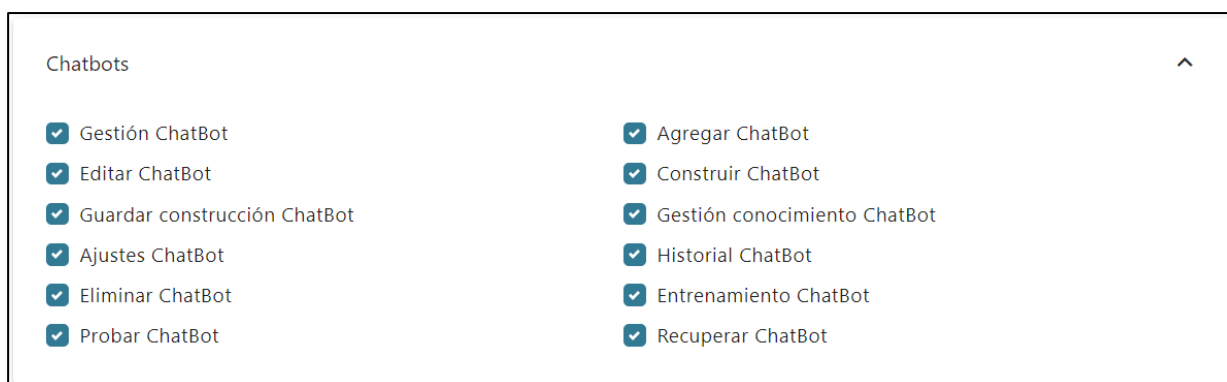 Chatbots
Gestión ChatBot
Agregar ChatBot
Editar ChatBot
Construir ChatBot
Guardar construcción ChatBot
Gestión conocimiento ChatBot
Ajustes ChatBot
Historial ChatBot
Eliminar ChatBot
Entrenamiento ChatBot
Probar ChatBot
Recuperar ChatBot